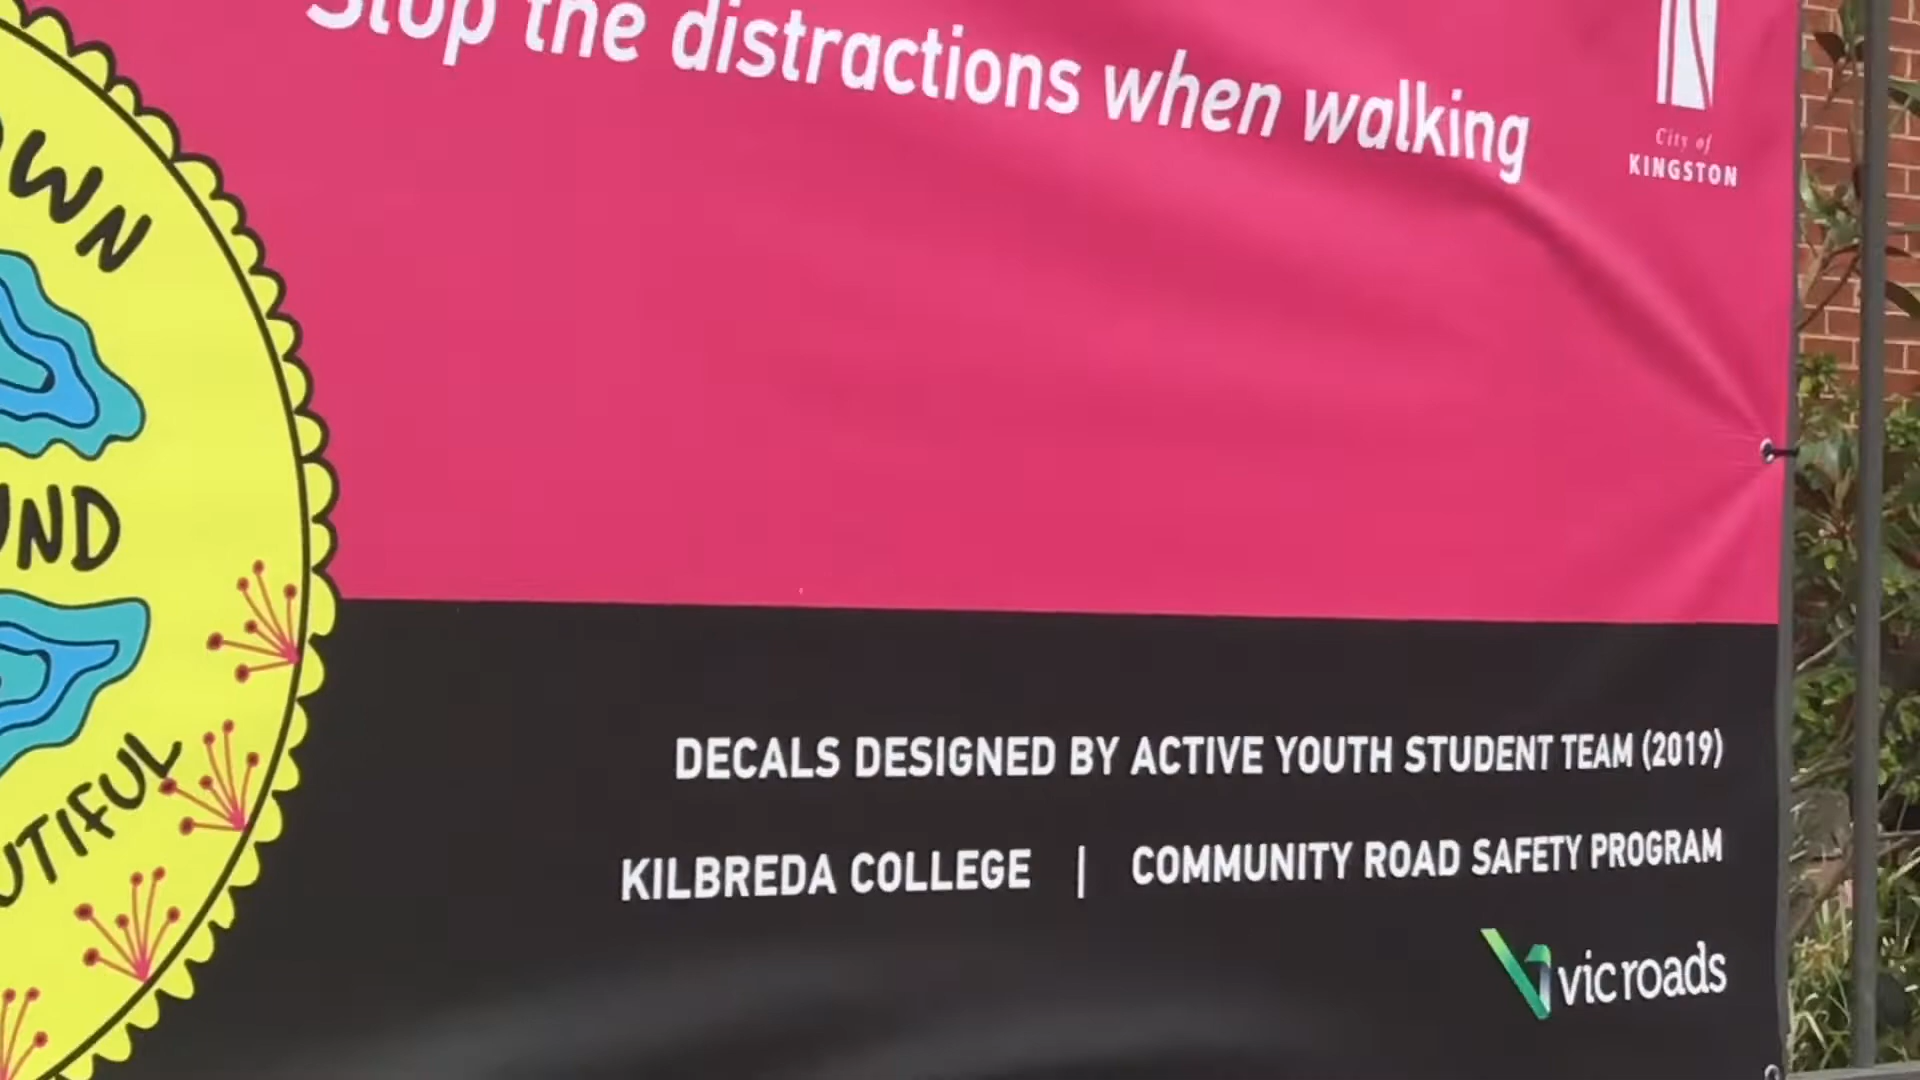 Stop the distractions when walking
City of
KINGSTON
DECALS DESIGNED BY ACTIVE YOUTH STUDENT TEAM (2019)
KILBREDA COLLEGE | COMMUNITY ROAD SAFETY PROGRAM
vicroads